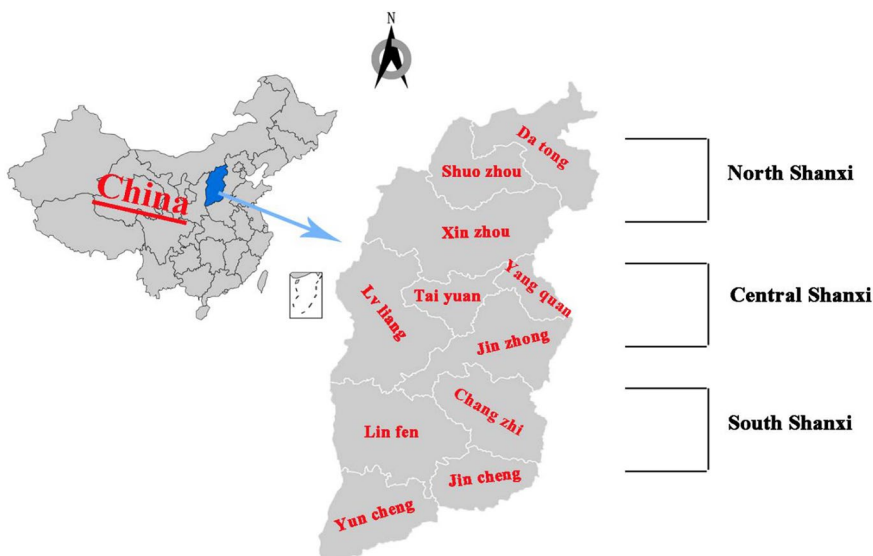 N
China
Da tong
Shuo zhou
North Shanxi
Xin zhou
Yang quan
Tai yuan
Lv liang
Central Shanxi
Jin zhong
Chang zhi
Lin fen
South Shanxi
Jin cheng
Yun cheng